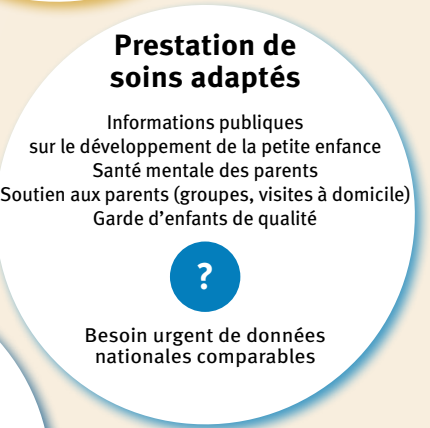 Prestation de
soins adaptés
Informations publiques
sur le développement de la petite enfance
Santé mentale des parents
Soutien aux parents (groupes, visites à domicile)
Garde d’enfants de qualité
?
Besoin urgent de données
nationales comparables